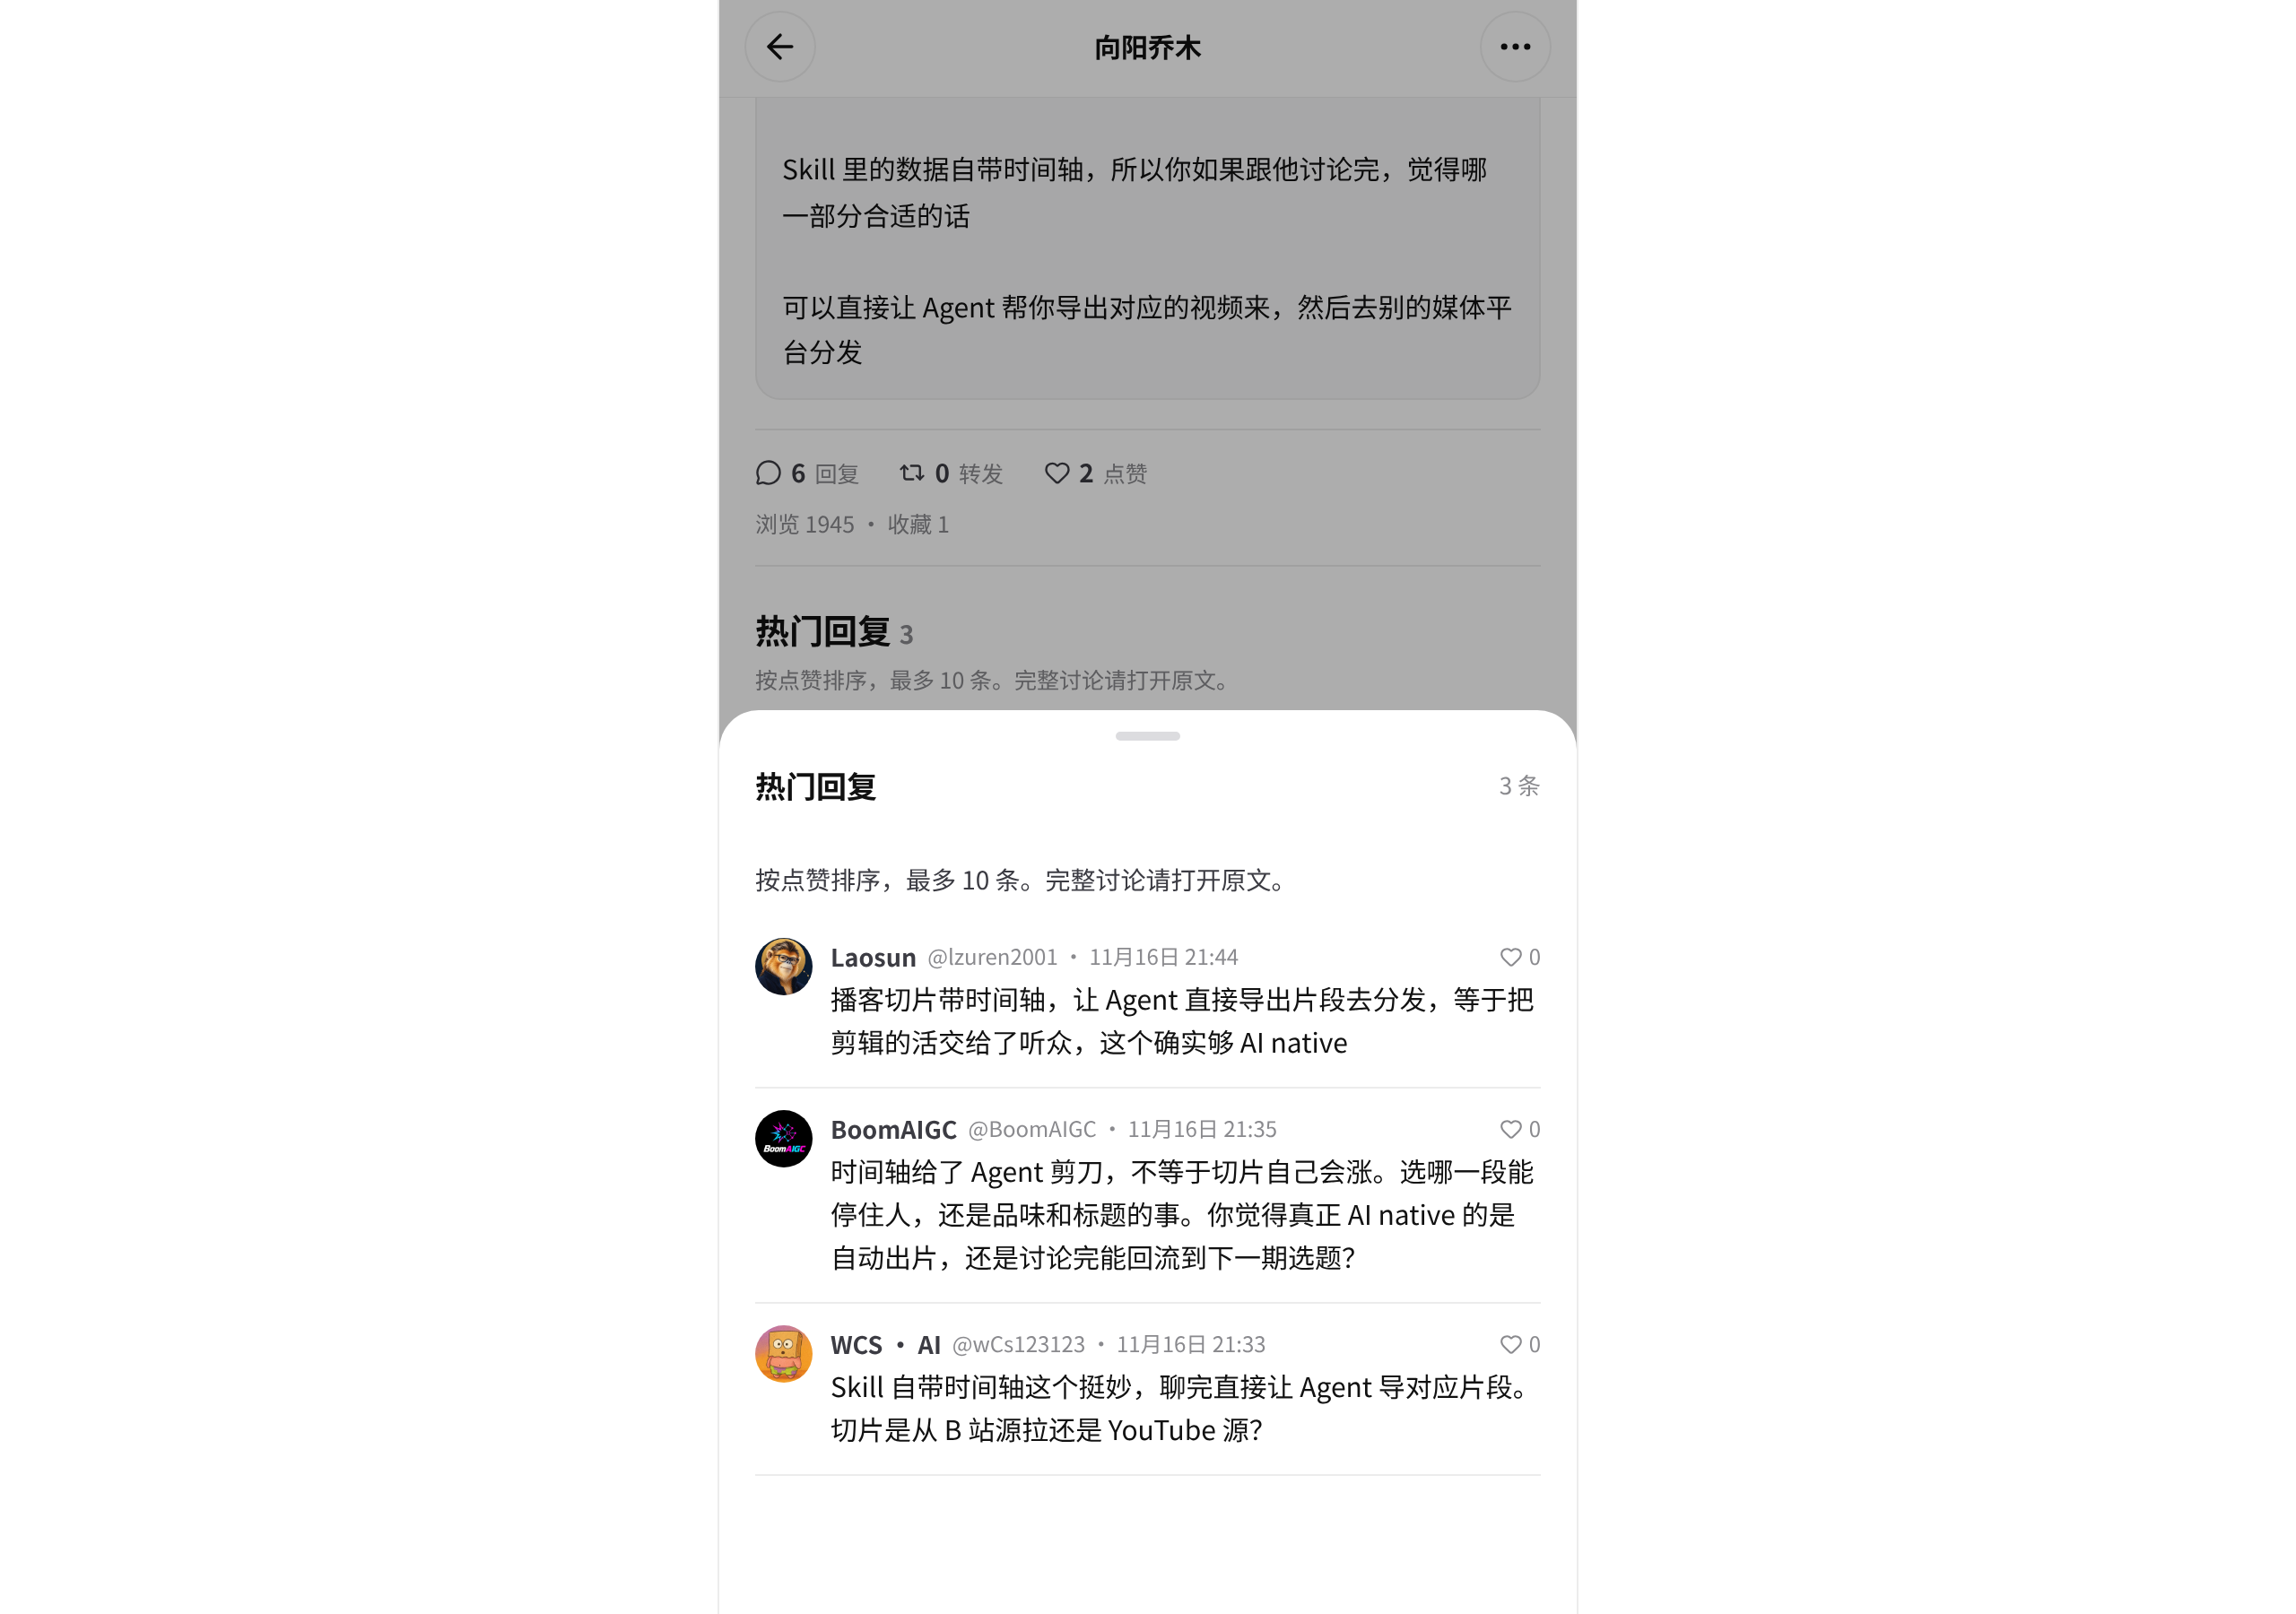 向阳乔木
Skill 里的数据自带时间轴，所以你如果跟他讨论完，觉得哪
一部分合适的话
可以直接让 Agent 帮你导出对应的视频来，然后去别的媒体平
台分发
6 回复 0 转发 2 点赞
浏览 1945 · 收藏 1
热门回复 3
按点赞排序，最多 10 条。完整讨论请打开原文。
热门回复 3 条
按点赞排序，最多 10 条。完整讨论请打开原文。
Laosun @lzuren2001 · 11月16日 21:44 0
播客切片带时间轴，让 Agent 直接导出片段去分发，等于把
剪辑的活交给了听众，这个确实够 AI native
BoomAIGC
BoomAIGC @BoomAIGC · 11月16日 21:35 0
时间轴给了 Agent 剪刀，不等于切片自己会涨。选哪一段能
停住人，还是品味和标题的事。你觉得真正 AI native 的是
自动出片，还是讨论完能回流到下一期选题？
WCS · AI @wCs123123 · 11月16日 21:33 0
Skill 自带时间轴这个挺妙，聊完直接让 Agent 导对应片段。
切片是从 B 站源拉还是 YouTube 源？